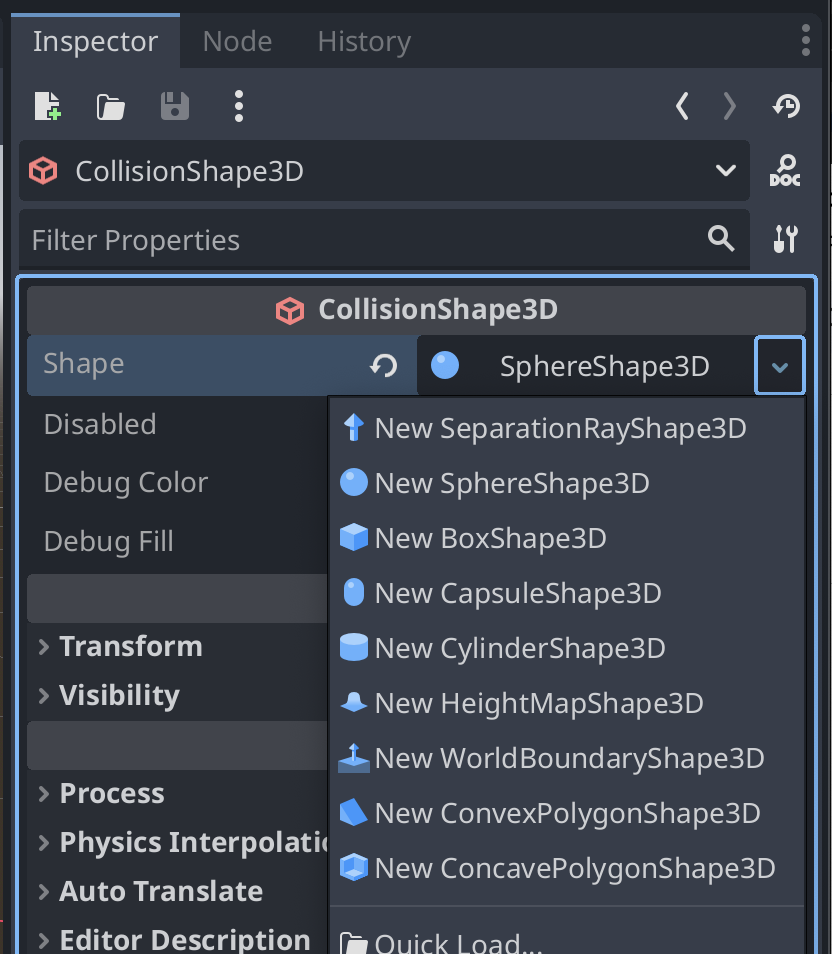 Inspector Node History
CollisionShape3D
DOC
Filter Properties
CollisionShape3D
Shape SphereShape3D
Disabled
Debug Color
Debug Fill
Transform
Visibility
Process
Physics Interpolatio
Auto Translate
Editor Description
New SeparationRayShape3D
New SphereShape3D
New BoxShape3D
New CapsuleShape3D
New CylinderShape3D
New HeightMapShape3D
New WorldBoundaryShape3D
New ConvexPolygonShape3D
New ConcavePolygonShape3D
Quick Load...